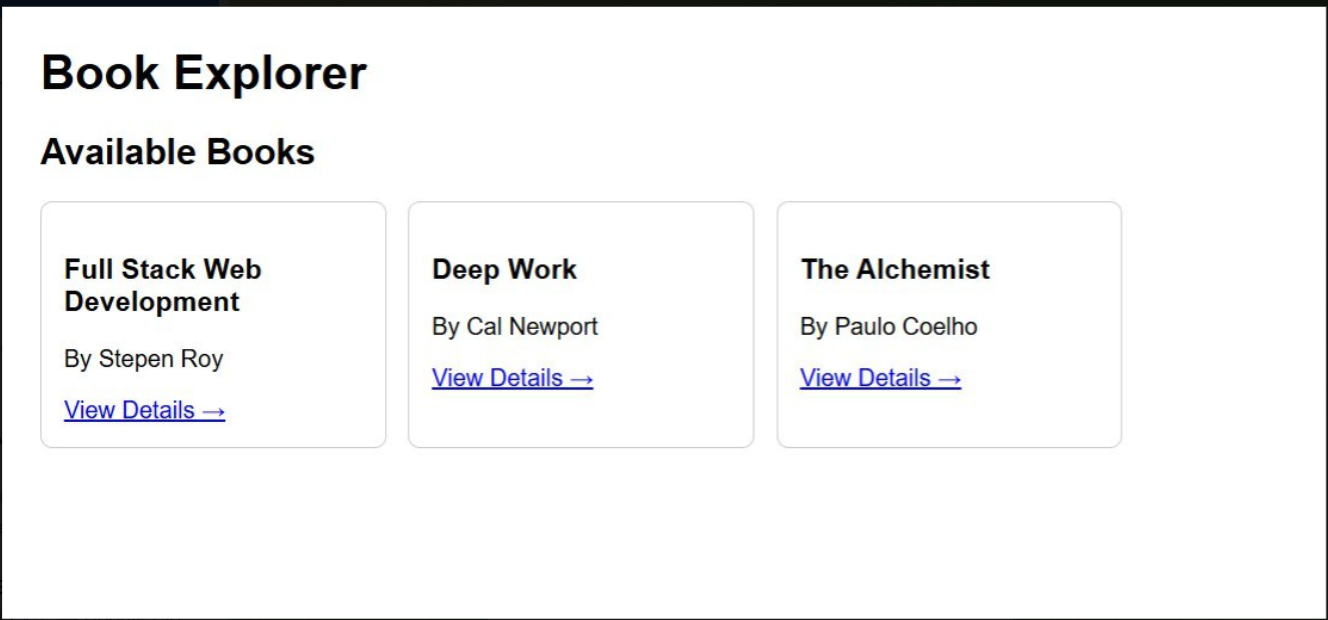 Book Explorer
Available Books
Full Stack Web
Development
By Stepen Roy
View Details →
Deep Work
By Cal Newport
View Details →
The Alchemist
By Paulo Coelho
View Details →